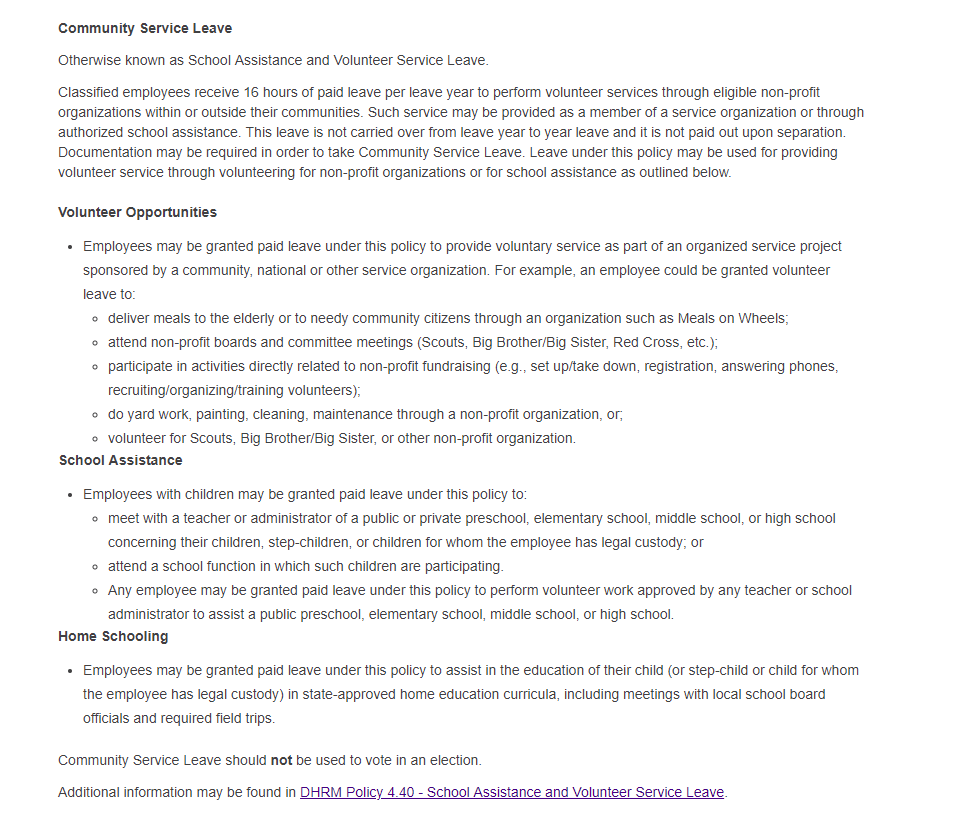 Community Service Leave
Otherwise known as School Assistance and Volunteer Service Leave.
Classified employees receive 16 hours of paid leave per leave year to perform volunteer services through eligible non-profit
organizations within or outside their communities. Such service may be provided as a member of a service organization or through
authorized school assistance. This leave is not carried over from leave year to year leave and it is not paid out upon separation.
Documentation may be required in order to take Community Service Leave. Leave under this policy may be used for providing
volunteer service through volunteering for non-profit organizations or for school assistance as outlined below.
Volunteer Opportunities
• Employees may be granted paid leave under this policy to provide voluntary service as part of an organized service project
sponsored by a community, national or other service organization. For example, an employee could be granted volunteer
leave to:
◦ deliver meals to the elderly or to needy community citizens through an organization such as Meals on Wheels;
◦ attend non-profit boards and committee meetings (Scouts, Big Brother/Big Sister, Red Cross, etc.);
◦ participate in activities directly related to non-profit fundraising (e.g., set up/take down, registration, answering phones,
recruiting/organizing/training volunteers);
◦ do yard work, painting, cleaning, maintenance through a non-profit organization, or;
◦ volunteer for Scouts, Big Brother/Big Sister, or other non-profit organization.
School Assistance
• Employees with children may be granted paid leave under this policy to:
◦ meet with a teacher or administrator of a public or private preschool, elementary school, middle school, or high school
concerning their children, step-children, or children for whom the employee has legal custody; or
◦ attend a school function in which such children are participating.
◦ Any employee may be granted paid leave under this policy to perform volunteer work approved by any teacher or school
administrator to assist a public preschool, elementary school, middle school, or high school.
Home Schooling
• Employees may be granted paid leave under this policy to assist in the education of their child (or step-child or child for whom
the employee has legal custody) in state-approved home education curricula, including meetings with local school board
officials and required field trips.
Community Service Leave should not be used to vote in an election.
Additional information may be found in DHRM Policy 4.40 - School Assistance and Volunteer Service Leave.